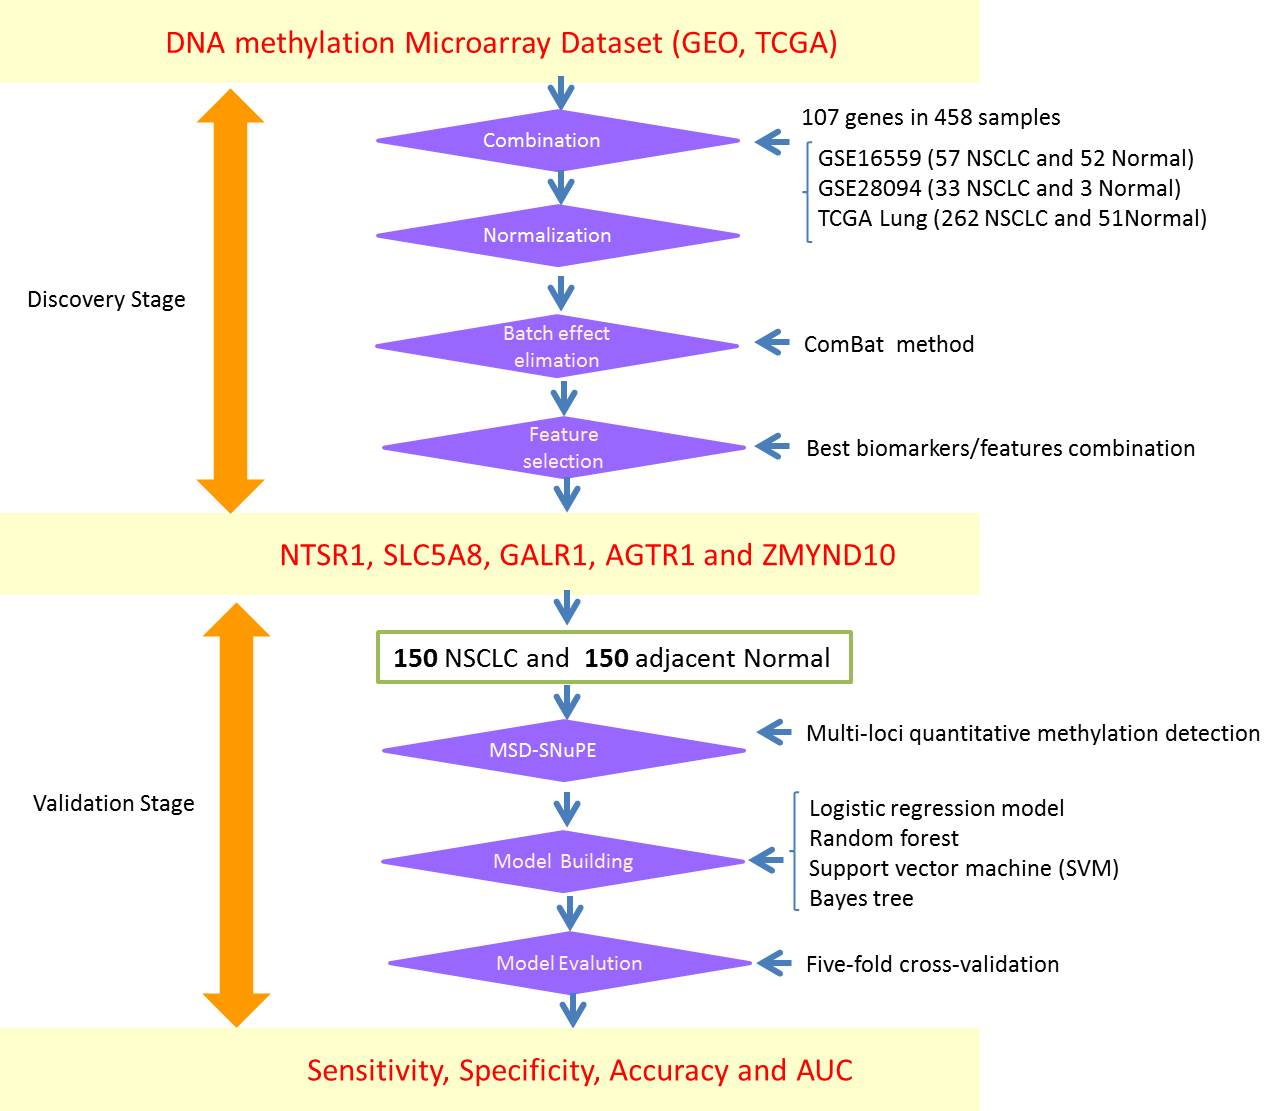 DNA methylation Microarray Dataset (GEO, TCGA)
Combination
107 genes in 458 samples
GSE16559 (57 NSCLC and 52 Normal)
GSE28094 (33 NSCLC and 3 Normal)
TCGA Lung (262 NSCLC and 51Normal)
Normalization
Discovery Stage
Batch effect
elimation
ComBat method
Feature
selection
Best biomarkers/features combination
NTSR1, SLC5A8, GALR1, AGTR1 and ZMYND10
150 NSCLC and 150 adjacent Normal
MSD-SNuPE
Multi-loci quantitative methylation detection
Validation Stage
Model Building
Logistic regression model
Random forest
Support vector machine (SVM)
Bayes tree
Model Evalution
Five-fold cross-validation
Sensitivity, Specificity, Accuracy and AUC